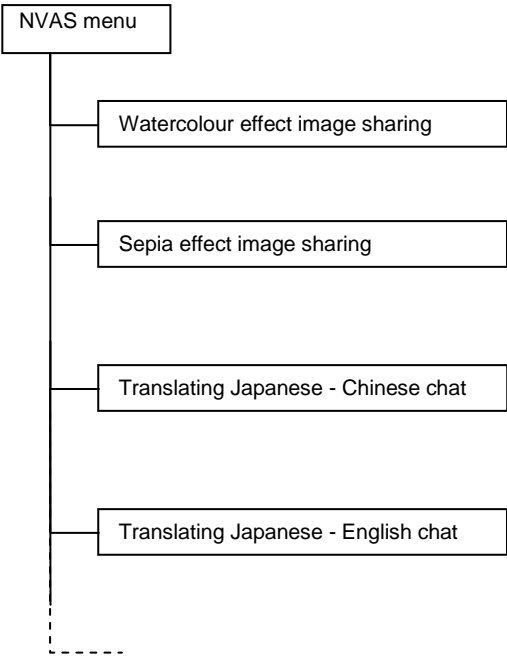 NVAS menu
Watercolour effect image sharing
Sepia effect image sharing
Translating Japanese - Chinese chat
Translating Japanese - English chat